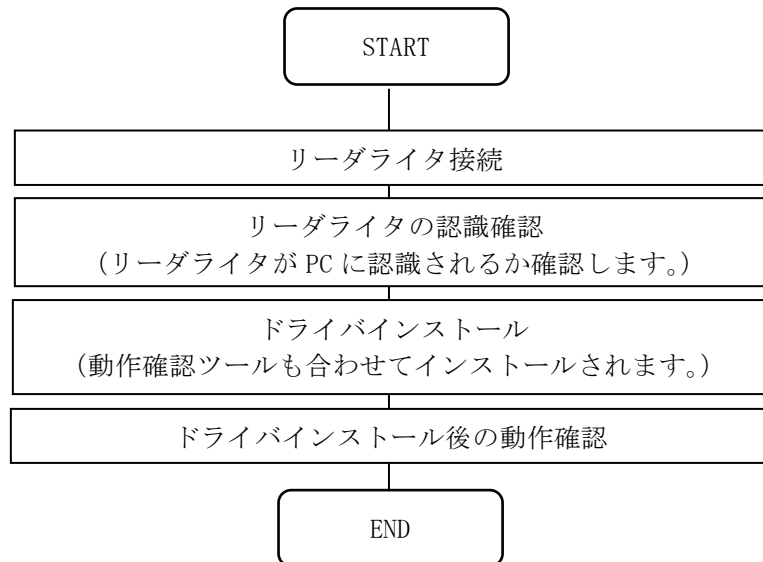 START
リーダライタ接続
リーダライタの認識確認
（リーダライタが PC に認識されるか確認します。）
ドライバインストール
（動作確認ツールも合わせてインストールされます。）
ドライバインストール後の動作確認
END